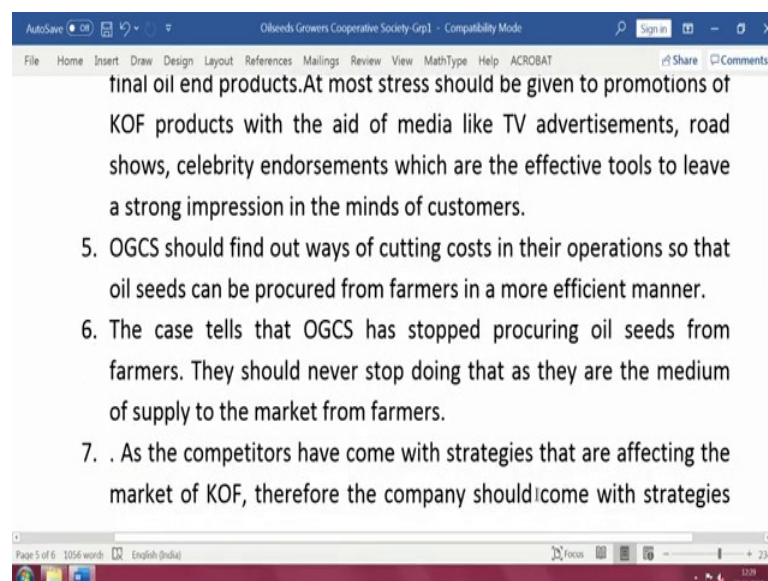 AutoSave Off Oilseeds Growers Cooperative Society-Grp1 - Compatibility Mode Sign in
File Home Insert Draw Design Layout References Mailings Review View MathType Help ACROBAT Share Comments
final oil end products.At most stress should be given to promotions of
KOF products with the aid of media like TV advertisements, road
shows, celebrity endorsements which are the effective tools to leave
a strong impression in the minds of customers.
5. OGCS should find out ways of cutting costs in their operations so that
oil seeds can be procured from farmers in a more efficient manner.
6. The case tells that OGCS has stopped procuring oil seeds from
farmers. They should never stop doing that as they are the medium
of supply to the market from farmers.
7. . As the competitors have come with strategies that are affecting the
market of KOF, therefore the company should come with strategies
Page 5 of 6 1056 words English (India) Focus 23
12:29